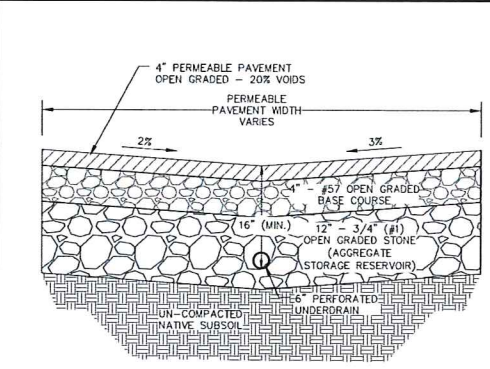 4" PERMEABLE PAVEMENT
OPEN GRADED - 20% VOIDS
PERMEABLE
PAVEMENT WIDTH
VARIES
2%
3%
4" - #57 OPEN GRADED
BASE COURSE
16" (MIN.)
12" - 3/4" (#1)
OPEN GRADED STONE
(AGGREGATE
STORAGE RESERVOIR)
6" PERFORATED
UNDERDRAIN
UN-COMPACTED
NATIVE SUBSOIL